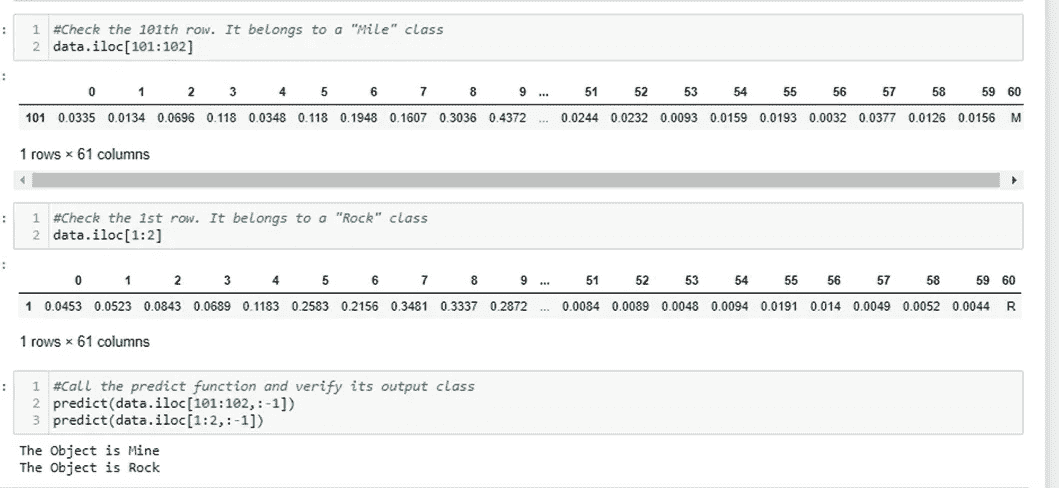 :
1 #Check the 101th row. It belongs to a "Mile" class
2 data.iloc[101:102]
:
0 1 2 3 4 5 6 7 8 9 ... 51 52 53 54 55 56 57 58 59 60
101 0.0335 0.0134 0.0696 0.118 0.0348 0.118 0.1948 0.1607 0.3036 0.4372 ... 0.0244 0.0232 0.0093 0.0159 0.0193 0.0032 0.0377 0.0126 0.0156 M
1 rows × 61 columns
:
1 #Check the 1st row. It belongs to a "Rock" class
2 data.iloc[1:2]
:
0 1 2 3 4 5 6 7 8 9 ... 51 52 53 54 55 56 57 58 59 60
1 0.0453 0.0523 0.0843 0.0689 0.1183 0.2583 0.2156 0.3481 0.3337 0.2872 ... 0.0084 0.0089 0.0048 0.0094 0.0191 0.014 0.0049 0.0052 0.0044 R
1 rows × 61 columns
:
1 #Call the predict function and verify its output class
2 predict(data.iloc[101:102,:-1])
3 predict(data.iloc[1:2,:-1])
The Object is Mine
The Object is Rock